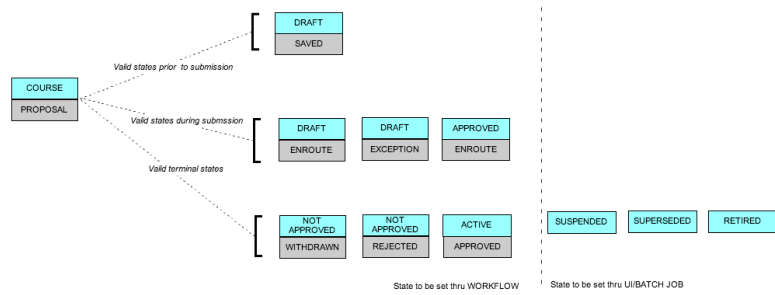 DRAFT
SAVED
Valid states prior to submission
COURSE
PROPOSAL
Valid states during submssion
DRAFT
ENROUTE
DRAFT
EXCEPTION
APPROVED
ENROUTE
Valid terminal states
NOT
APPROVED
WITHDRAWN
NOT
APPROVED
REJECTED
ACTIVE
APPROVED
SUSPENDED
SUPERSEDED
RETIRED
State to be set thru WORKFLOW
State to be set thru UI/BATCH JOB